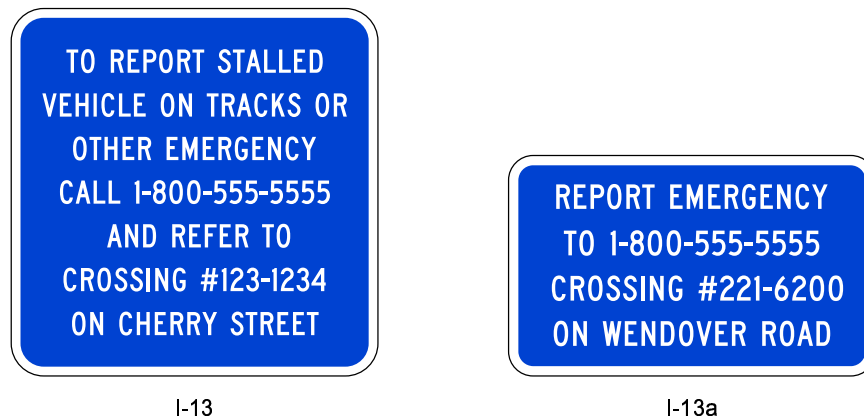 TO REPORT STALLED
VEHICLE ON TRACKS OR
OTHER EMERGENCY
CALL 1-800-555-5555
AND REFER TO
CROSSING #123-1234
ON CHERRY STREET
I-13
REPORT EMERGENCY
TO 1-800-555-5555
CROSSING #221-6200
ON WENDOVER ROAD
I-13a